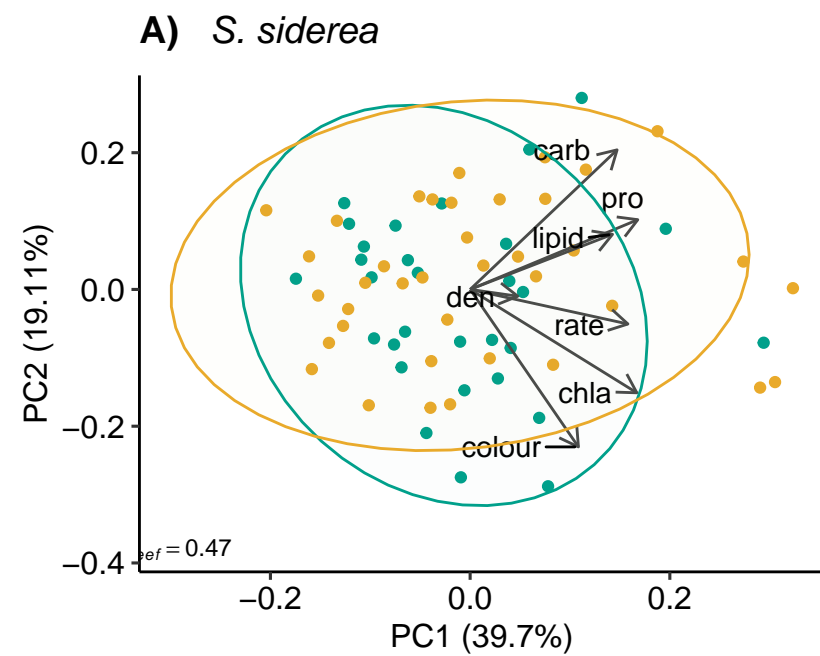 A) S. siderea
0.2
0.0
−0.2
−0.4
PC2 (19.11%)
carb
pro
lipid
den
rate
chla
colour
eef = 0.47
−0.2 0.0 0.2
PC1 (39.7%)